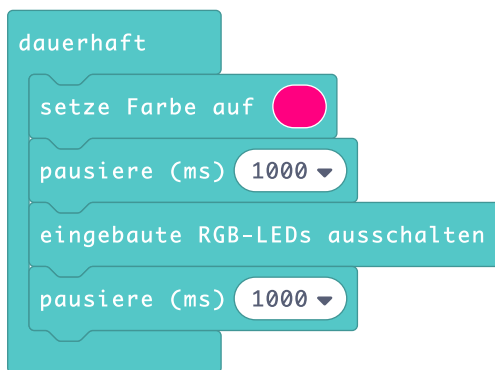 dauerhaft
setze Farbe auf
pausiere (ms) 1000
eingebaute RGB-LEDs ausschalten
pausiere (ms) 1000